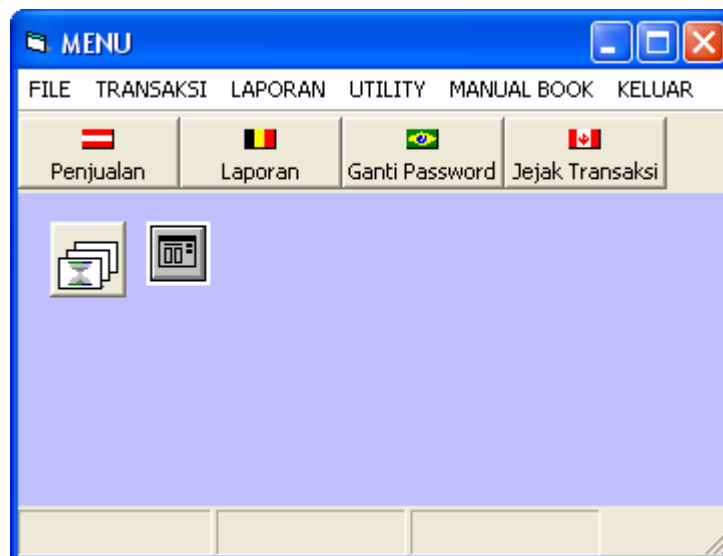 MENU
FILE TRANSAKSI LAPORAN UTILITY MANUAL BOOK KELUAR
Penjualan Laporan Ganti Password Jejak Transaksi